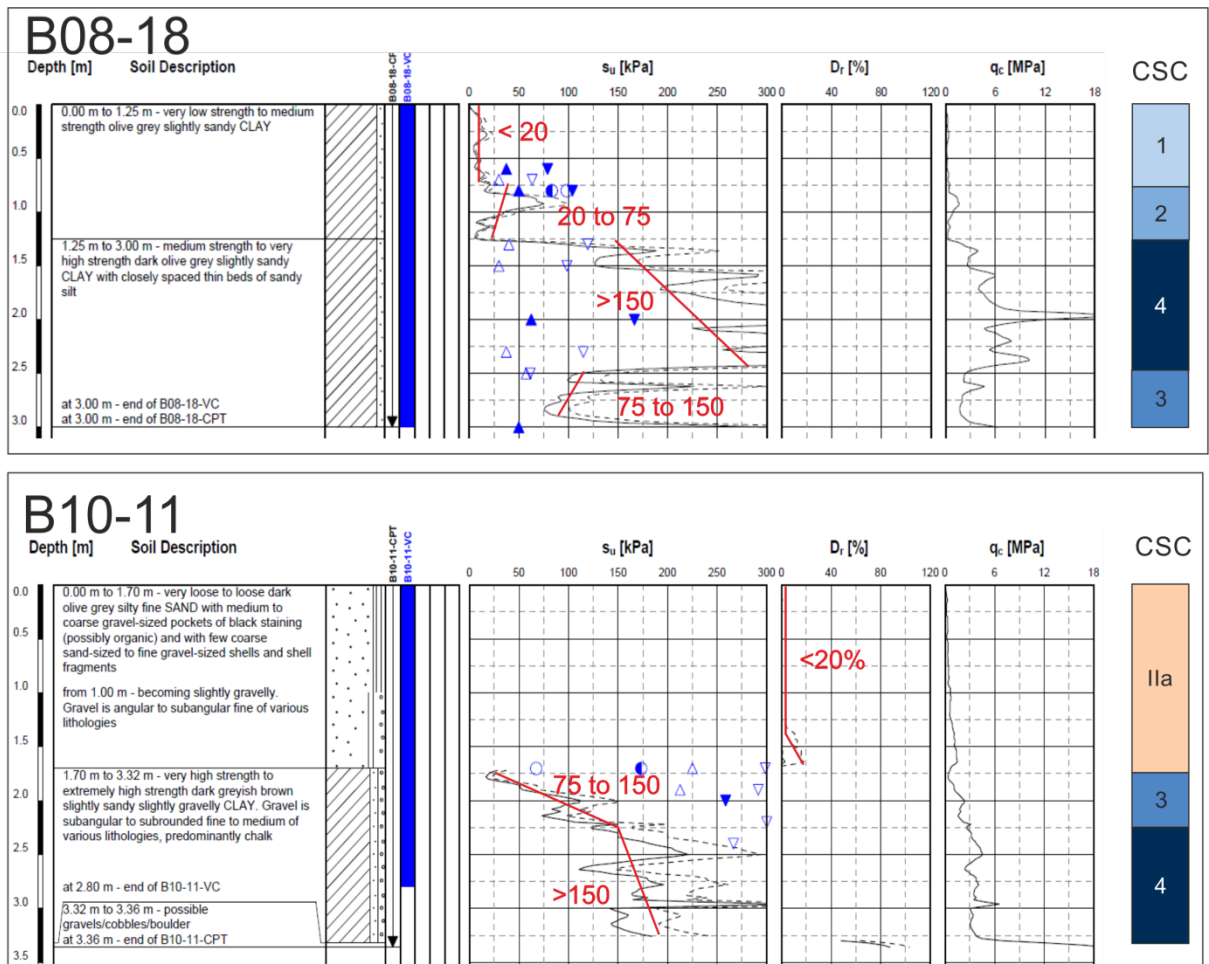 B08-18
Depth [m] Soil Description B08-18-CP B08-18-VC su [kPa] Dr [%] qc [MPa] CSC
0 50 100 150 200 250 300 0 40 80 120 0 6 12 18
0.0 0.00 m to 1.25 m - very low strength to medium
strength olive grey slightly sandy CLAY
< 20
1
0.5
1.0
20 to 75
2
1.25 m to 3.00 m - medium strength to very
1.5 high strength dark olive grey slightly sandy
CLAY with closely spaced thin beds of sandy
silt
>150
4
2.0
2.5
at 3.00 m - end of B08-18-VC
75 to 150
3
3.0 at 3.00 m - end of B08-18-CPT
B10-11
Depth [m] Soil Description B10-11-CPT B10-11-VC su [kPa] Dr [%] qc [MPa] CSC
0 50 100 150 200 250 300 0 40 80 120 0 6 12 18
0.0 0.00 m to 1.70 m - very loose to loose dark
olive grey silty fine SAND with medium to
coarse gravel-sized pockets of black staining
0.5 (possibly organic) and with few coarse
sand-sized to fine gravel-sized shells and shell
fragments
<20%
IIa
1.0 from 1.00 m - becoming slightly gravelly.
Gravel is angular to subangular fine of various
lithologies
1.5
1.70 m to 3.32 m - very high strength to
extremely high strength dark greyish brown
75 to 150
3
2.0 slightly sandy slightly gravelly CLAY. Gravel is
subangular to subrounded fine to medium of
various lithologies, predominantly chalk
2.5
at 2.80 m - end of B10-11-VC
>150
4
3.0 3.32 m to 3.36 m - possible
gravels/cobbles/boulder
at 3.36 m - end of B10-11-CPT
3.5